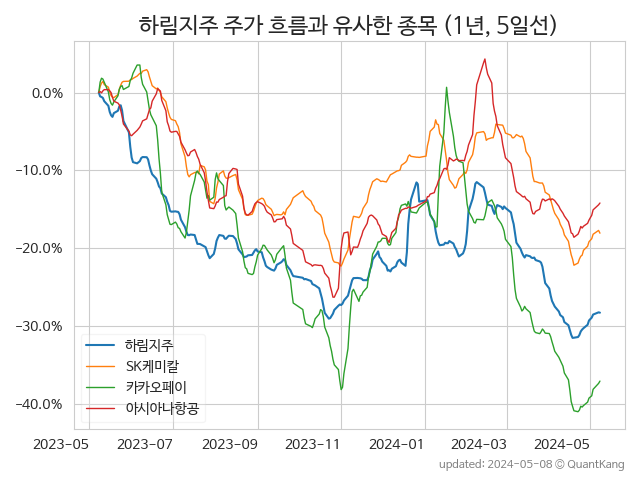 하림지주 주가 흐름과 유사한 종목 (1년, 5일선)
0.0%
−10.0%
−20.0%
−30.0%
−40.0%
하림지주
SK케미칼
카카오페이
아시아나항공
2023-05 2023-07 2023-09 2023-11 2024-01 2024-03 2024-05
updated: 2024-05-08 ⓒ QuantKang